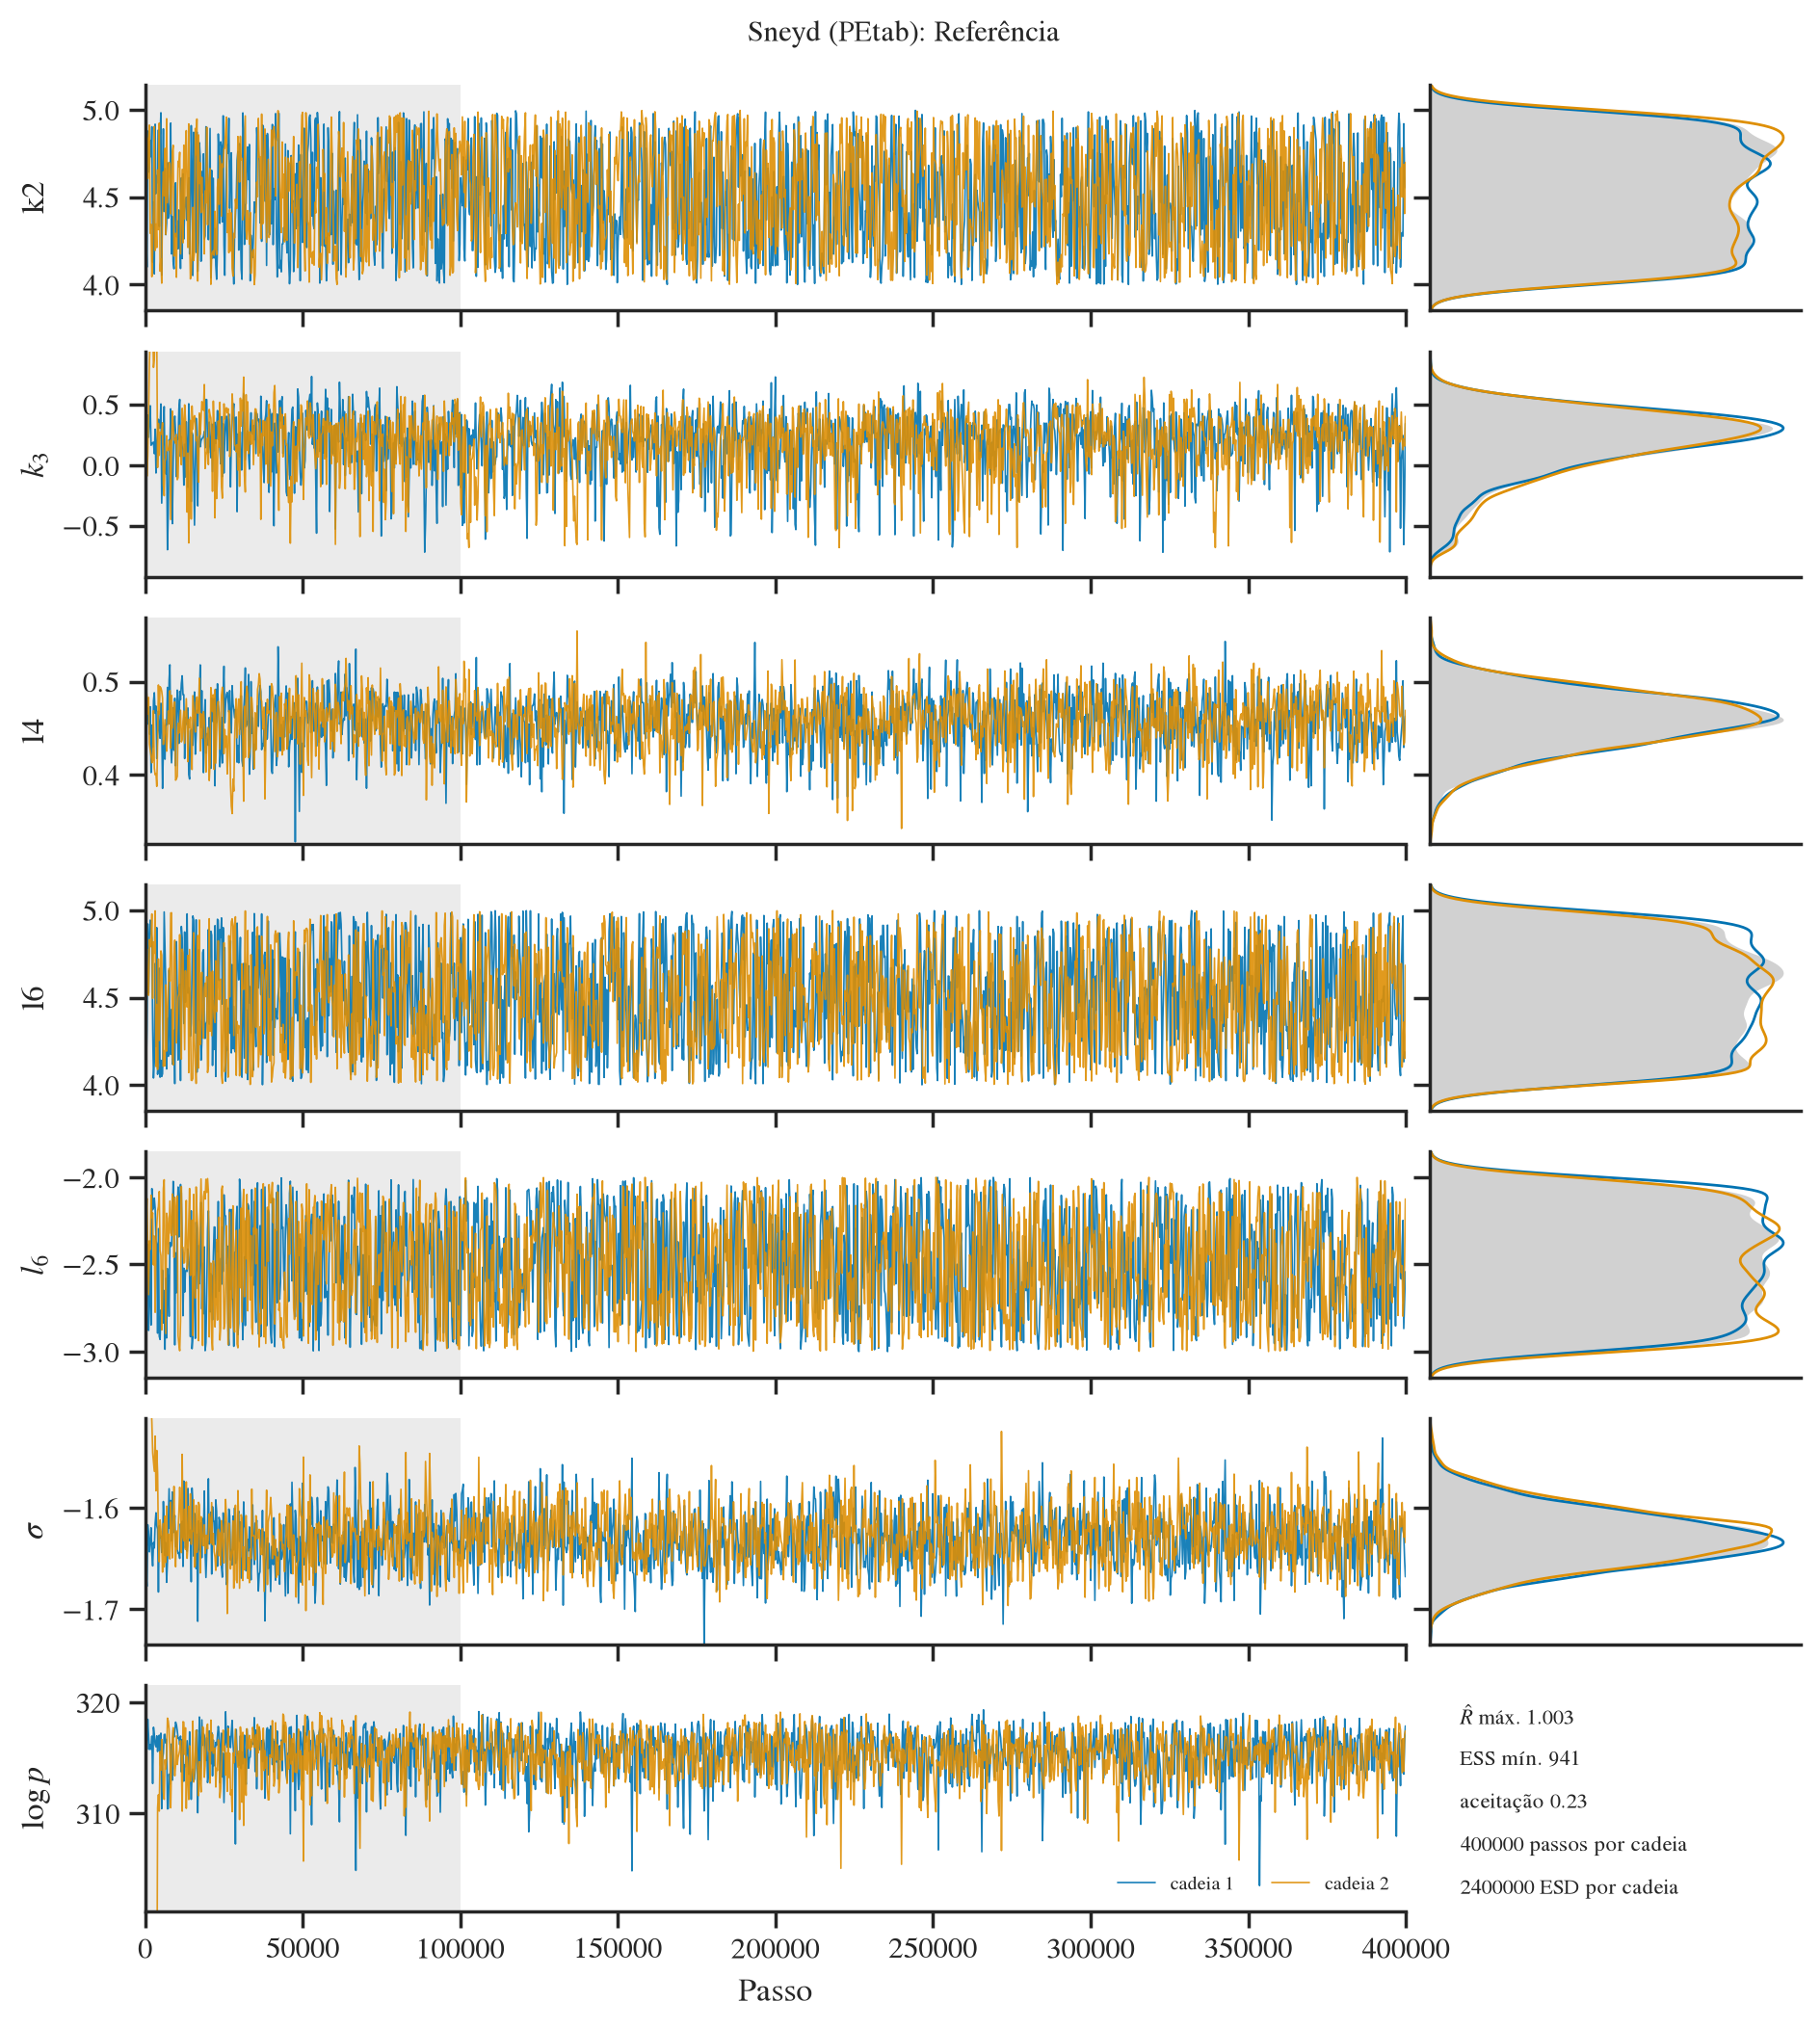 Sneyd (PEtab): Referência
k2
5.0
4.5
4.0
k3
0.5
0.0
−0.5
l4
0.5
0.4
l6
5.0
4.5
4.0
l6
−2.0
−2.5
−3.0
σ
−1.6
−1.7
log p
320
310
cadeia 1
cadeia 2
R̂ máx. 1.003
ESS mín. 941
aceitação 0.23
400000 passos por cadeia
2400000 ESD por cadeia
0 50000 100000 150000 200000 250000 300000 350000 400000
Passo